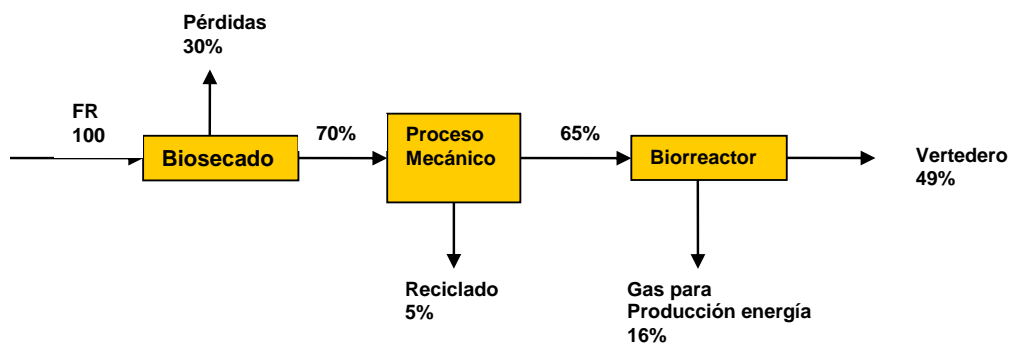 Pérdidas
30%
FR
100
Biosecado
70%
Proceso
Mecánico
65%
Biorreactor
Vertedero
49%
Reciclado
5%
Gas para
Producción energía
16%